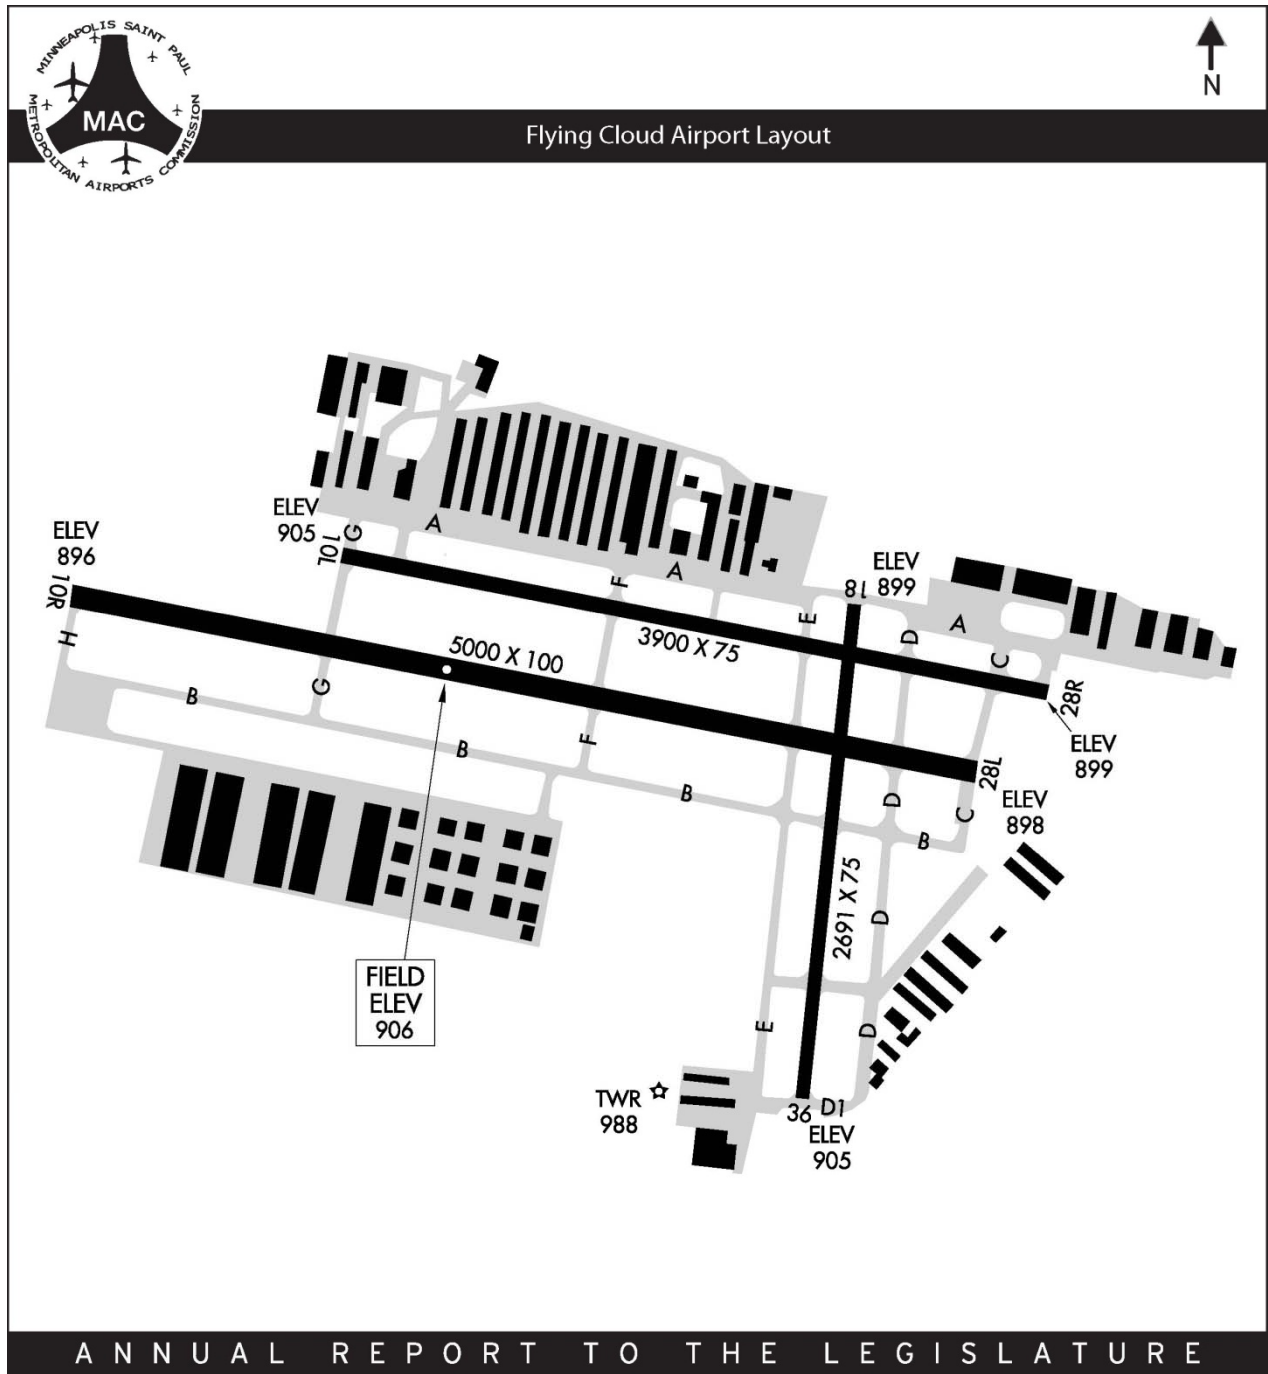 MINNEAPOLIS SAINT PAUL
METROPOLITAN AIRPORTS COMMISSION
MAC
N
Flying Cloud Airport Layout
ELEV
905
10L
G
A
ELEV
896
10R
H
F
A
ELEV
899
18
E
D
A
C
3900 X 75
5000 X 100
28R
ELEV
899
B
G
B
F
B
28L
ELEV
898
D
C
B
2691 X 75
D
FIELD
ELEV
906
E
D
TWR
988
36
D1
ELEV
905
ANNUAL REPORT TO THE LEGISLATURE